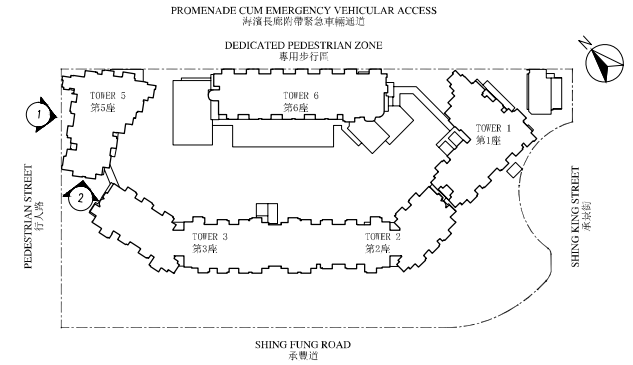 PROMENADE CUM EMERGENCY VEHICULAR ACCESS
海濱長廊附帶緊急車輛通道
DEDICATED PEDESTRIAN ZONE
專用步行區
N
TOWER 5
第5座
TOWER 6
第6座
TOWER 1
第1座
1
2
PEDESTRIAN STREET
行人路
SHING KING STREET
承景街
TOWER 3
第3座
TOWER 2
第2座
SHING FUNG ROAD
承豐道